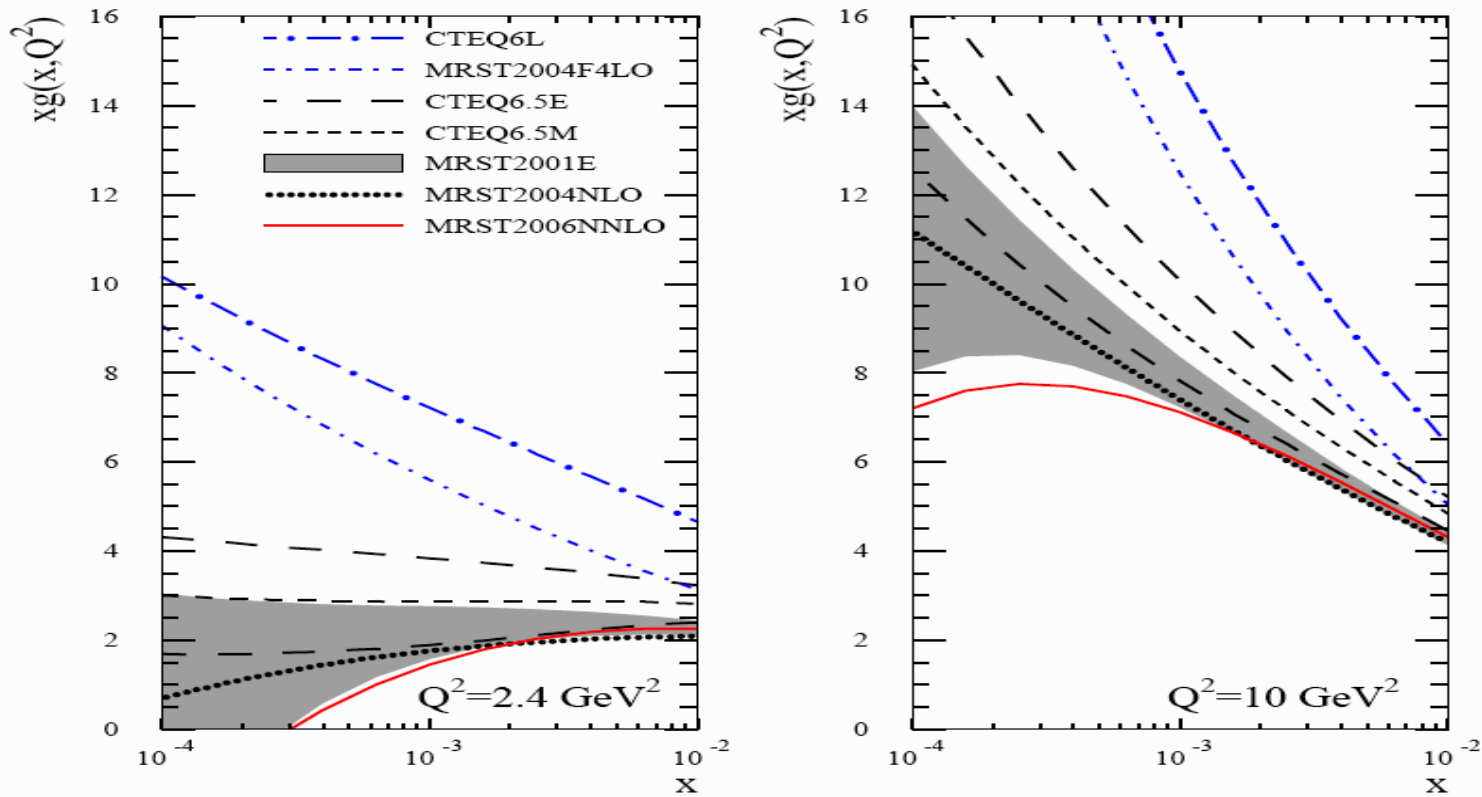 xg(x,Q²)
16
14
12
10
8
6
4
2
0
CTEQ6L
MRST2004F4LO
CTEQ6.5E
CTEQ6.5M
MRST2001E
MRST2004NLO
MRST2006NNLO
Q²=2.4 GeV²
10⁻⁴
10⁻³
10⁻²
x
xg(x,Q²)
16
14
12
10
8
6
4
2
0
Q²=10 GeV²
10⁻⁴
10⁻³
10⁻²
x